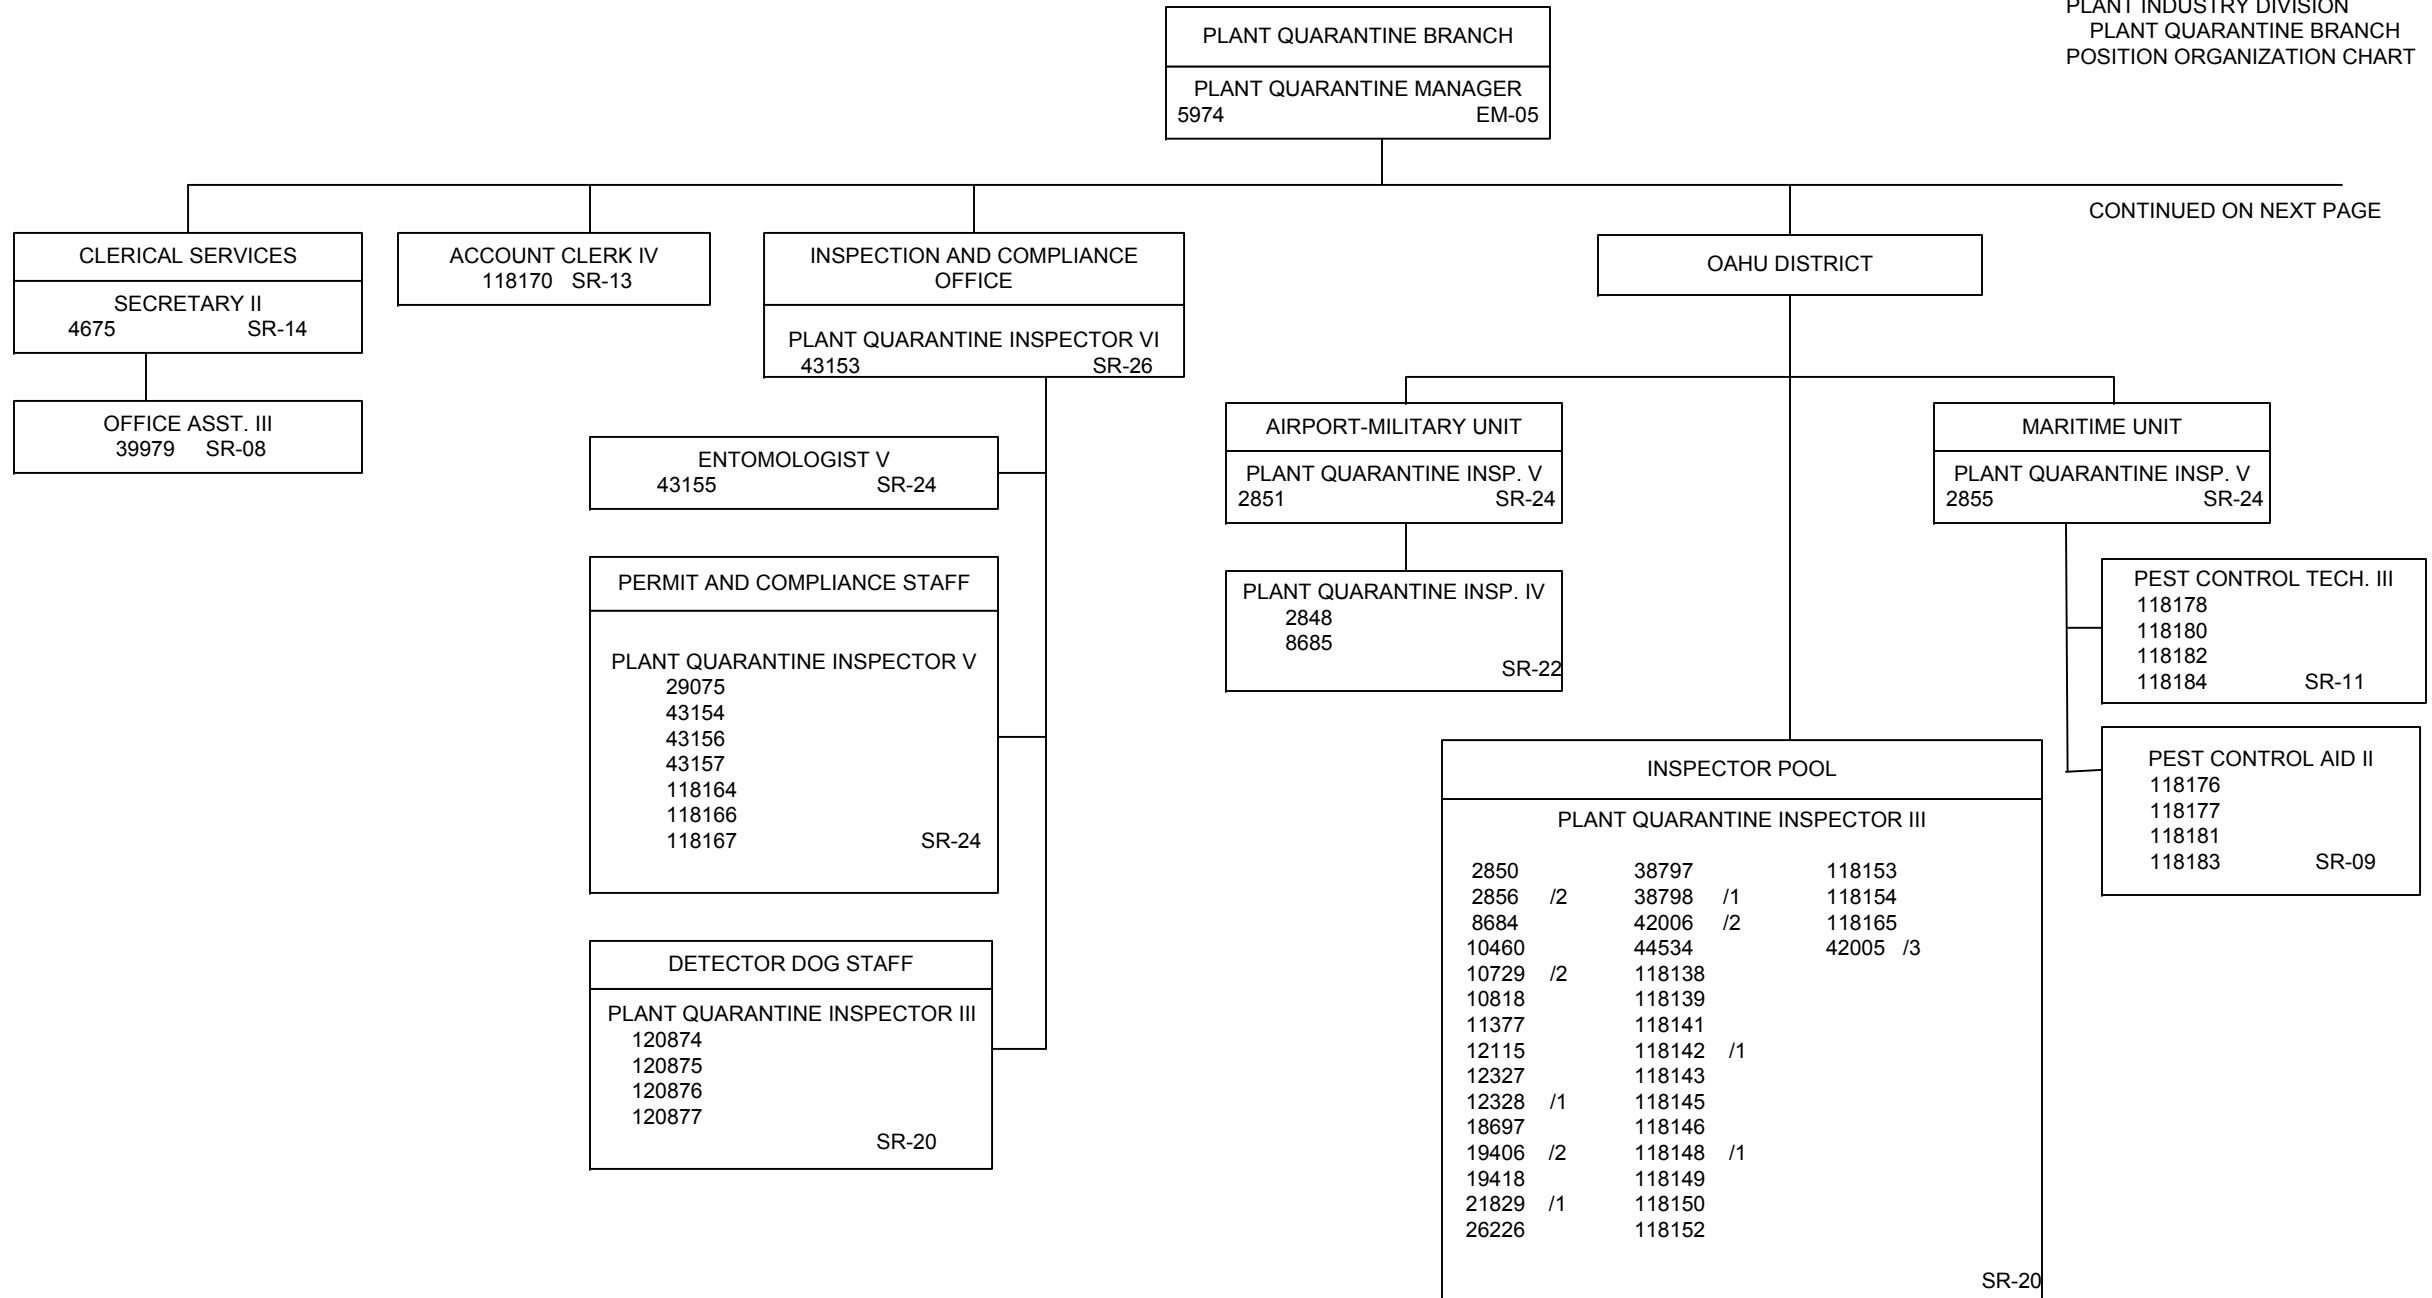 PLANT INDUSTRY DIVISION
PLANT QUARANTINE BRANCH
POSITION ORGANIZATION CHART
PLANT QUARANTINE BRANCH
PLANT QUARANTINE MANAGER
5974 EM-05
CONTINUED ON NEXT PAGE
CLERICAL SERVICES
SECRETARY II
4675 SR-14
OFFICE ASST. III
39979 SR-08
ACCOUNT CLERK IV
118170 SR-13
INSPECTION AND COMPLIANCE
OFFICE
PLANT QUARANTINE INSPECTOR VI
43153 SR-26
ENTOMOLOGIST V
43155 SR-24
PERMIT AND COMPLIANCE STAFF
PLANT QUARANTINE INSPECTOR V
29075
43154
43156
43157
118164
118166
118167 SR-24
DETECTOR DOG STAFF
PLANT QUARANTINE INSPECTOR III
120874
120875
120876
120877
SR-20
OAHU DISTRICT
AIRPORT-MILITARY UNIT
PLANT QUARANTINE INSP. V
2851 SR-24
PLANT QUARANTINE INSP. IV
2848
8685
SR-22
MARITIME UNIT
PLANT QUARANTINE INSP. V
2855 SR-24
PEST CONTROL TECH. III
118178
118180
118182
118184 SR-11
PEST CONTROL AID II
118176
118177
118181
118183 SR-09
INSPECTOR POOL
PLANT QUARANTINE INSPECTOR III
2850 38797 118153
2856 /2 38798 /1 118154
8684 42006 /2 118165
10460 44534 42005 /3
10729 /2 118138
10818 118139
11377 118141
12115 118142 /1
12327 118143
12328 /1 118145
18697 118146
19406 /2 118148 /1
19418 118149
21829 /1 118150
26226 118152
SR-20